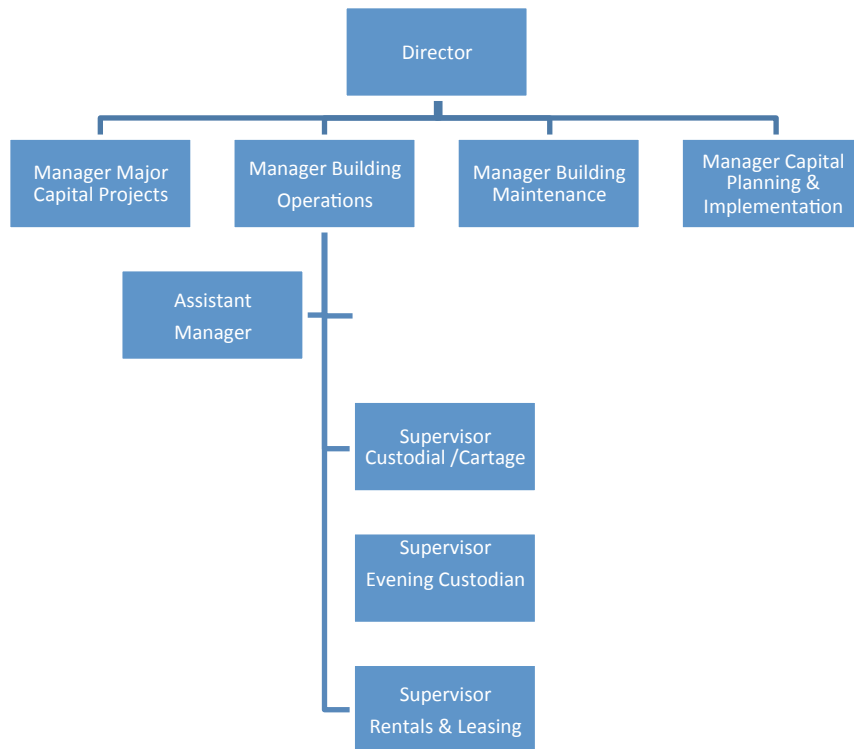 Director
Manager Major
Capital Projects
Manager Building
Operations
Manager Building
Maintenance
Manager Capital
Planning &
Implementation
Assistant
Manager
Supervisor
Custodial /Cartage
Supervisor
Evening Custodian
Supervisor
Rentals & Leasing